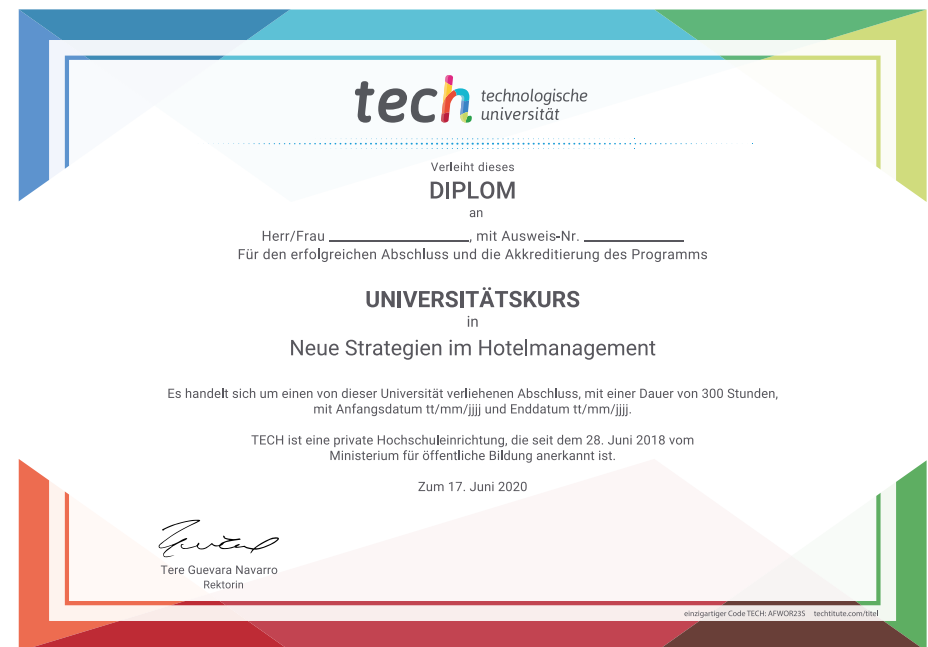 tech technologische
universität
Verleiht dieses
DIPLOM
an
Herr/Frau ____________________, mit Ausweis-Nr. ______________
Für den erfolgreichen Abschluss und die Akkreditierung des Programms
UNIVERSITÄTSKURS
in
Neue Strategien im Hotelmanagement
Es handelt sich um einen von dieser Universität verliehenen Abschluss, mit einer Dauer von 300 Stunden,
mit Anfangsdatum tt/mm/jjjj und Enddatum tt/mm/jjjj.
TECH ist eine private Hochschuleinrichtung, die seit dem 28. Juni 2018 vom
Ministerium für öffentliche Bildung anerkannt ist.
Zum 17. Juni 2020
Tere Guevara Navarro
Rektorin
einzigartiger Code TECH: AFWOR23S techtitute.com/titel